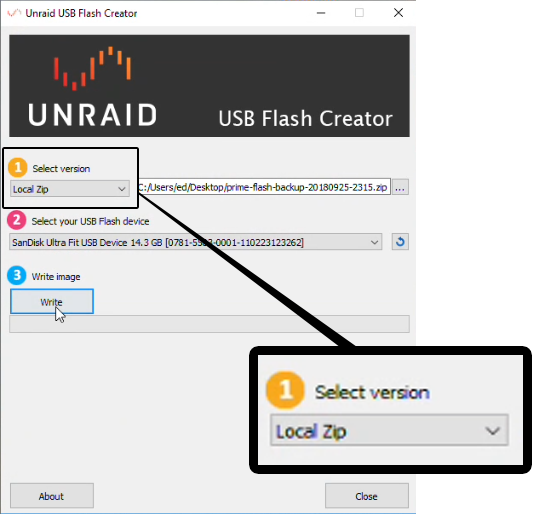 Unraid USB Flash Creator
UNRAID
USB Flash Creator
1 Select version
Local Zip
C:/Users/ed/Desktop/prime-flash-backup-20180925-2315.zip ...
2 Select your USB Flash device
SanDisk Ultra Fit USB Device 14.3 GB [0781-5583-0001-110223123262]
3 Write image
Write
1 Select version
Local Zip
About
Close